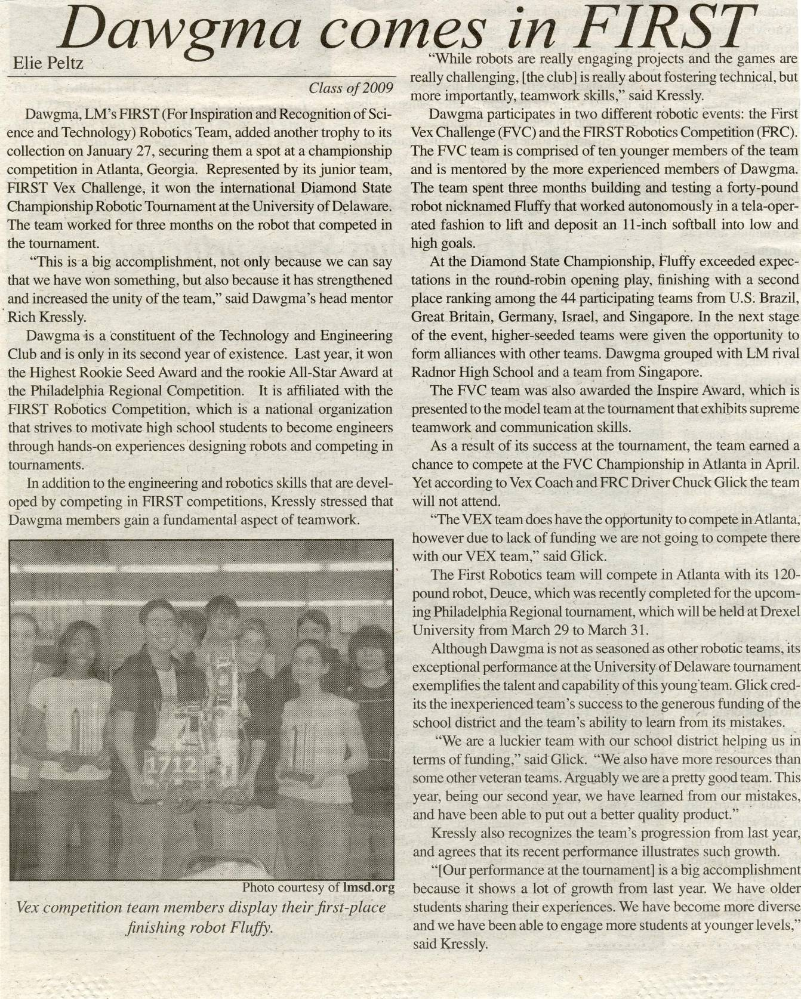 Dawgma comes in FIRST
Elie Peltz
Class of 2009
Dawgma, LM's FIRST (For Inspiration and Recognition of Sci-
ence and Technology) Robotics Team, added another trophy to its
collection on January 27, securing them a spot at a championship
competition in Atlanta, Georgia. Represented by its junior team,
FIRST Vex Challenge, it won the international Diamond State
Championship Robotic Tournament at the University of Delaware.
The team worked for three months on the robot that competed in
the tournament.
“This is a big accomplishment, not only because we can say
that we have won something, but also because it has strengthened
and increased the unity of the team,” said Dawgma's head mentor
Rich Kressly.
Dawgma is a constituent of the Technology and Engineering
Club and is only in its second year of existence. Last year, it won
the Highest Rookie Seed Award and the rookie All-Star Award at
the Philadelphia Regional Competition. It is affiliated with the
FIRST Robotics Competition, which is a national organization
that strives to motivate high school students to become engineers
through hands-on experiences designing robots and competing in
tournaments.
In addition to the engineering and robotics skills that are devel-
oped by competing in FIRST competitions, Kressly stressed that
Dawgma members gain a fundamental aspect of teamwork.
1712
Photo courtesy of lmsd.org
Vex competition team members display their first-place
finishing robot Fluffy.
“While robots are really engaging projects and the games are
really challenging, [the club] is really about fostering technical, but
more importantly, teamwork skills,” said Kressly.
Dawgma participates in two different robotic events: the First
Vex Challenge (FVC) and the FIRST Robotics Competition (FRC).
The FVC team is comprised of ten younger members of the team
and is mentored by the more experienced members of Dawgma.
The team spent three months building and testing a forty-pound
robot nicknamed Fluffy that worked autonomously in a tela-oper-
ated fashion to lift and deposit an 11-inch softball into low and
high goals.
At the Diamond State Championship, Fluffy exceeded expec-
tations in the round-robin opening play, finishing with a second
place ranking among the 44 participating teams from U.S. Brazil,
Great Britain, Germany, Israel, and Singapore. In the next stage
of the event, higher-seeded teams were given the opportunity to
form alliances with other teams. Dawgma grouped with LM rival
Radnor High School and a team from Singapore.
The FVC team was also awarded the Inspire Award, which is
presented to the model team at the tournament that exhibits supreme
teamwork and communication skills.
As a result of its success at the tournament, the team earned a
chance to compete at the FVC Championship in Atlanta in April.
Yet according to Vex Coach and FRC Driver Chuck Glick the team
will not attend.
“The VEX team does have the opportunity to compete in Atlanta,
however due to lack of funding we are not going to compete there
with our VEX team,” said Glick.
The First Robotics team will compete in Atlanta with its 120-
pound robot, Deuce, which was recently completed for the upcom-
ing Philadelphia Regional tournament, which will be held at Drexel
University from March 29 to March 31.
Although Dawgma is not as seasoned as other robotic teams, its
exceptional performance at the University of Delaware tournament
exemplifies the talent and capability of this young team. Glick cred-
its the inexperienced team's success to the generous funding of the
school district and the team's ability to learn from its mistakes.
“We are a luckier team with our school district helping us in
terms of funding,” said Glick. “We also have more resources than
some other veteran teams. Arguably we are a pretty good team. This
year, being our second year, we have learned from our mistakes,
and have been able to put out a better quality product.”
Kressly also recognizes the team's progression from last year,
and agrees that its recent performance illustrates such growth.
“[Our performance at the tournament] is a big accomplishment
because it shows a lot of growth from last year. We have older
students sharing their experiences. We have become more diverse
and we have been able to engage more students at younger levels,”
said Kressly.